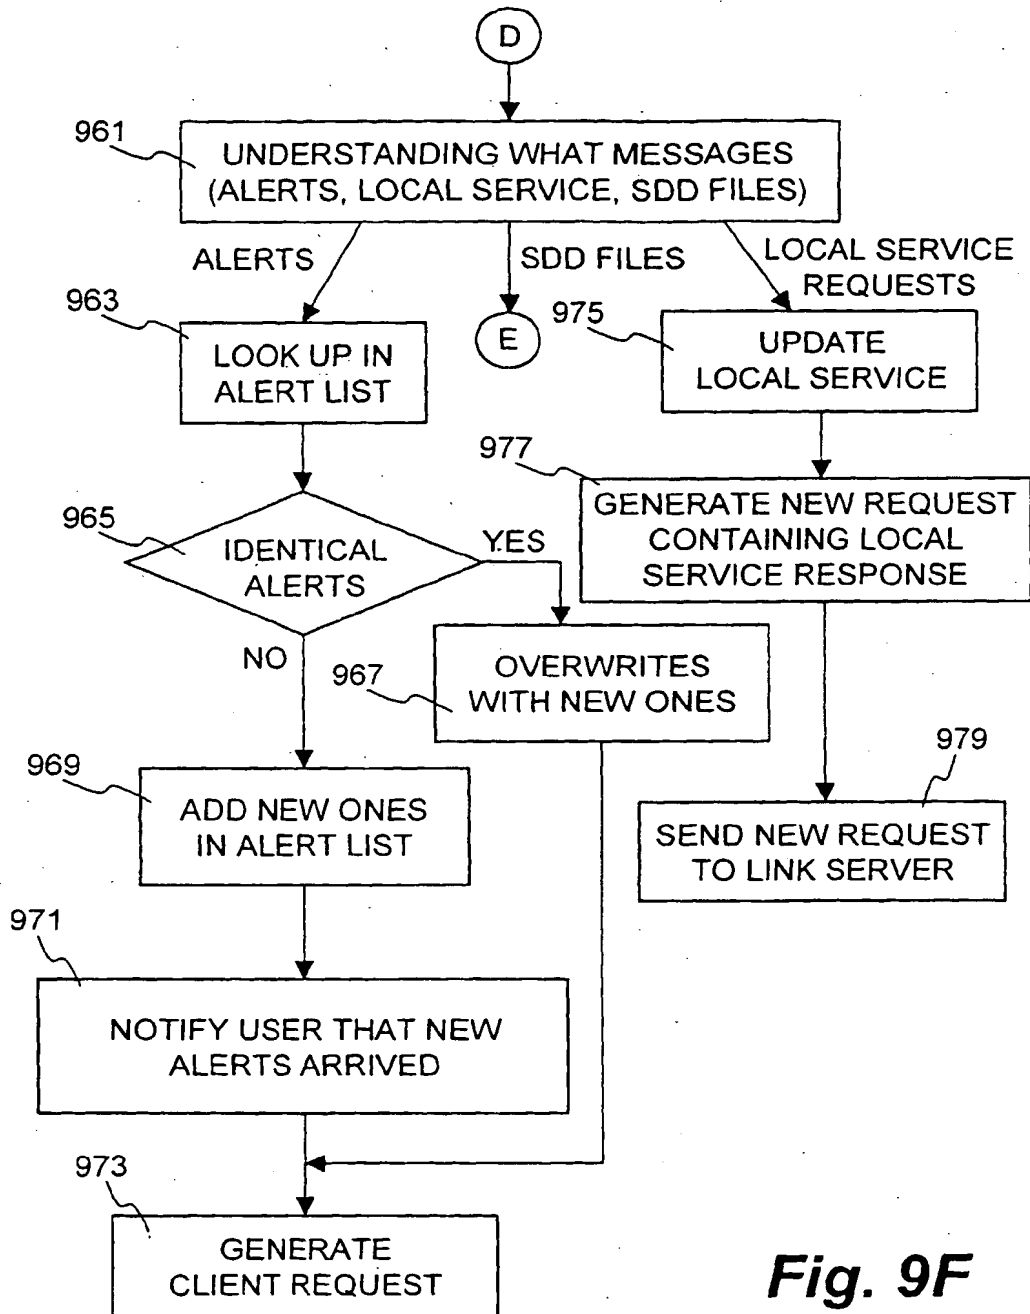 D
961
UNDERSTANDING WHAT MESSAGES
(ALERTS, LOCAL SERVICE, SDD FILES)
ALERTS
SDD FILES
LOCAL SERVICE
REQUESTS
963
LOOK UP IN
ALERT LIST
E
975
UPDATE
LOCAL SERVICE
977
GENERATE NEW REQUEST
CONTAINING LOCAL
SERVICE RESPONSE
965
IDENTICAL
ALERTS
YES
NO
967
OVERWRITES
WITH NEW ONES
969
ADD NEW ONES
IN ALERT LIST
979
SEND NEW REQUEST
TO LINK SERVER
971
NOTIFY USER THAT NEW
ALERTS ARRIVED
973
GENERATE
CLIENT REQUEST
Fig. 9F